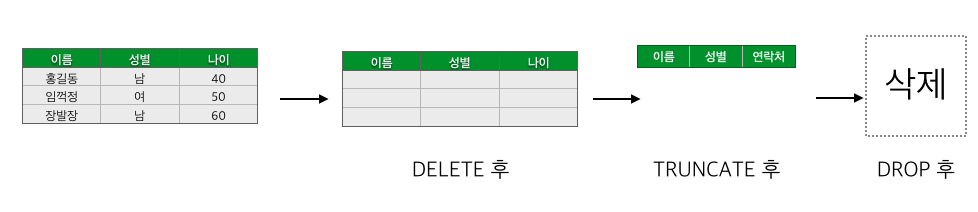 이름 성별 나이
홍길동 남 40
임꺽정 여 50
장발장 남 60
이름 성별 나이
DELETE 후
이름 성별 연락처
TRUNCATE 후
삭제
DROP 후